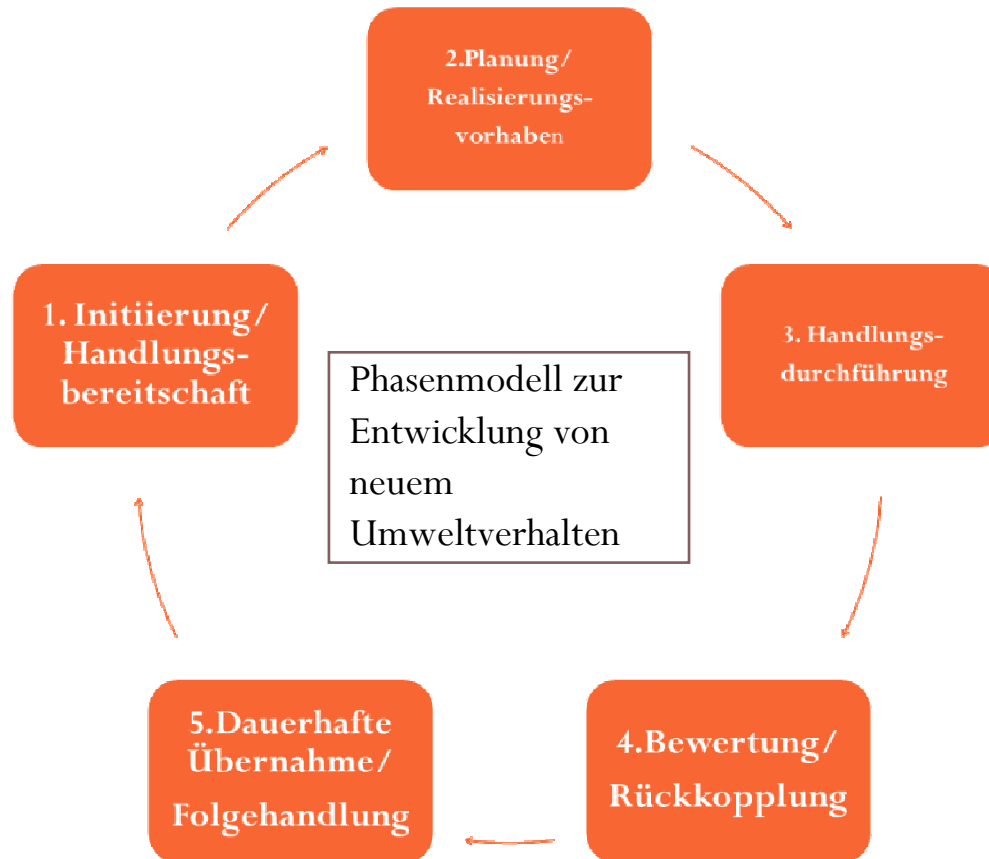 2.Planung/
Realisierungs-
vorhaben
1. Initiierung/
Handlungs-
bereitschaft
3. Handlungs-
durchführung
Phasenmodell zur
Entwicklung von
neuem
Umweltverhalten
5.Dauerhafte
Übernahme/
Folgehandlung
4.Bewertung/
Rückkopplung